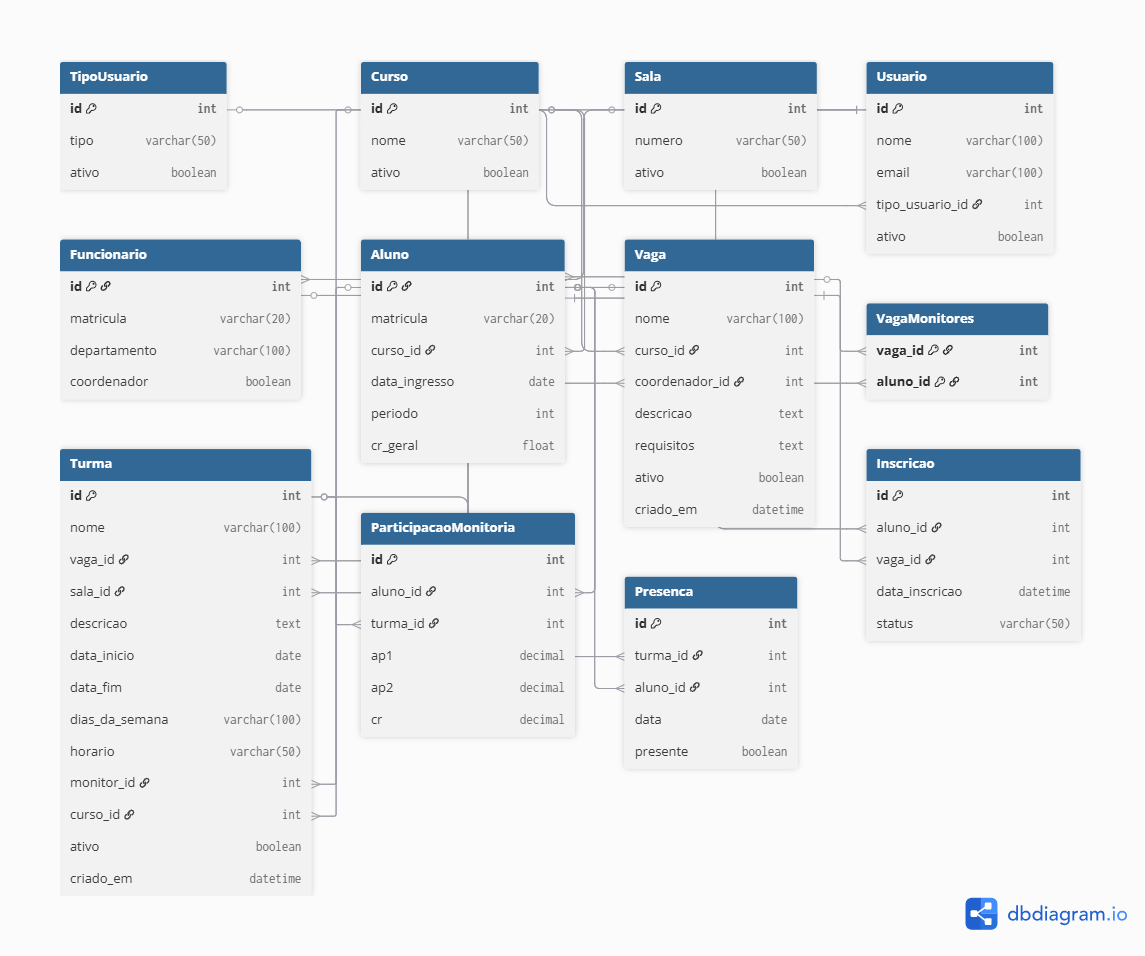 TipoUsuario
id int
tipo varchar(50)
ativo boolean
Curso
id int
nome varchar(50)
ativo boolean
Sala
id int
numero varchar(50)
ativo boolean
Usuario
id int
nome varchar(100)
email varchar(100)
tipo_usuario_id int
ativo boolean
Funcionario
id int
matricula varchar(20)
departamento varchar(100)
coordenador boolean
Aluno
id int
matricula varchar(20)
curso_id int
data_ingresso date
periodo int
cr_geral float
Vaga
id int
nome varchar(100)
curso_id int
coordenador_id int
descricao text
requisitos text
ativo boolean
criado_em datetime
VagaMonitores
vaga_id int
aluno_id int
Turma
id int
nome varchar(100)
vaga_id int
sala_id int
descricao text
data_inicio date
data_fim date
dias_da_semana varchar(100)
horario varchar(50)
monitor_id int
curso_id int
ativo boolean
criado_em datetime
ParticipacaoMonitoria
id int
aluno_id int
turma_id int
ap1 decimal
ap2 decimal
cr decimal
Presenca
id int
turma_id int
aluno_id int
data date
presente boolean
Inscricao
id int
aluno_id int
vaga_id int
data_inscricao datetime
status varchar(50)
dbdiagram.io